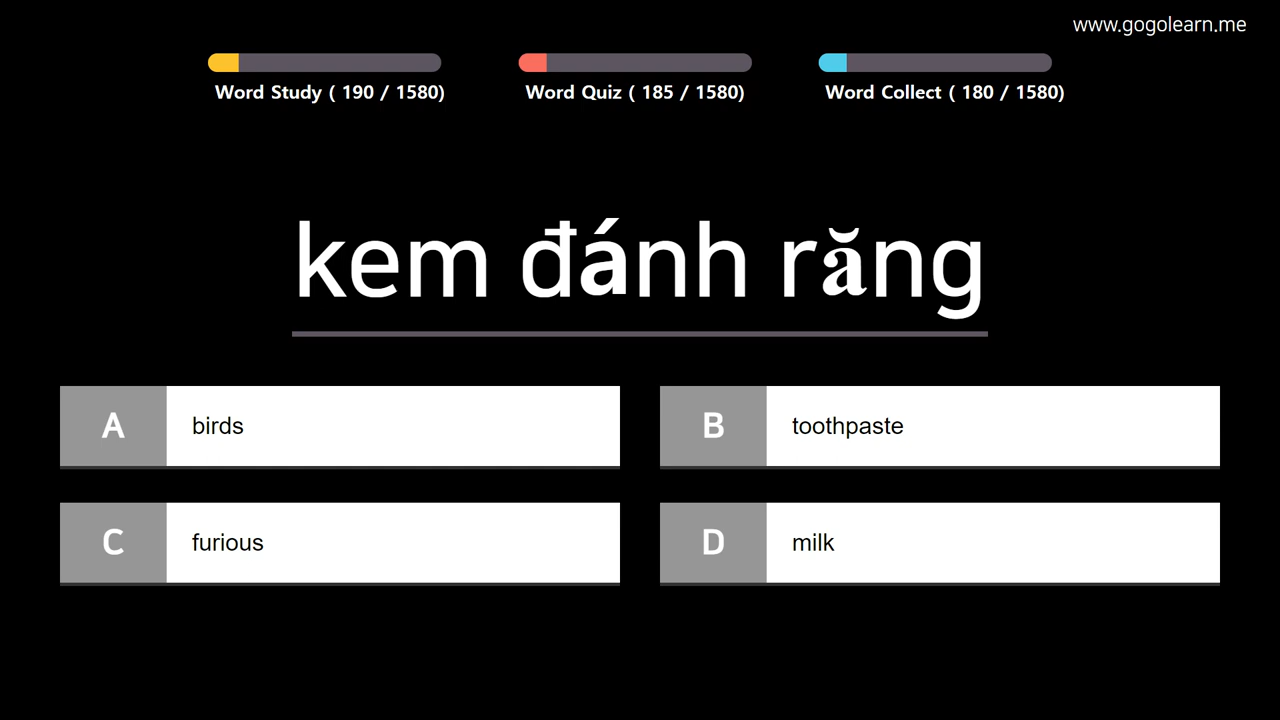 www.gogolearn.me
Word Study ( 190 / 1580)
Word Quiz ( 185 / 1580)
Word Collect ( 180 / 1580)
kem đánh răng
A birds
B toothpaste
C furious
D milk